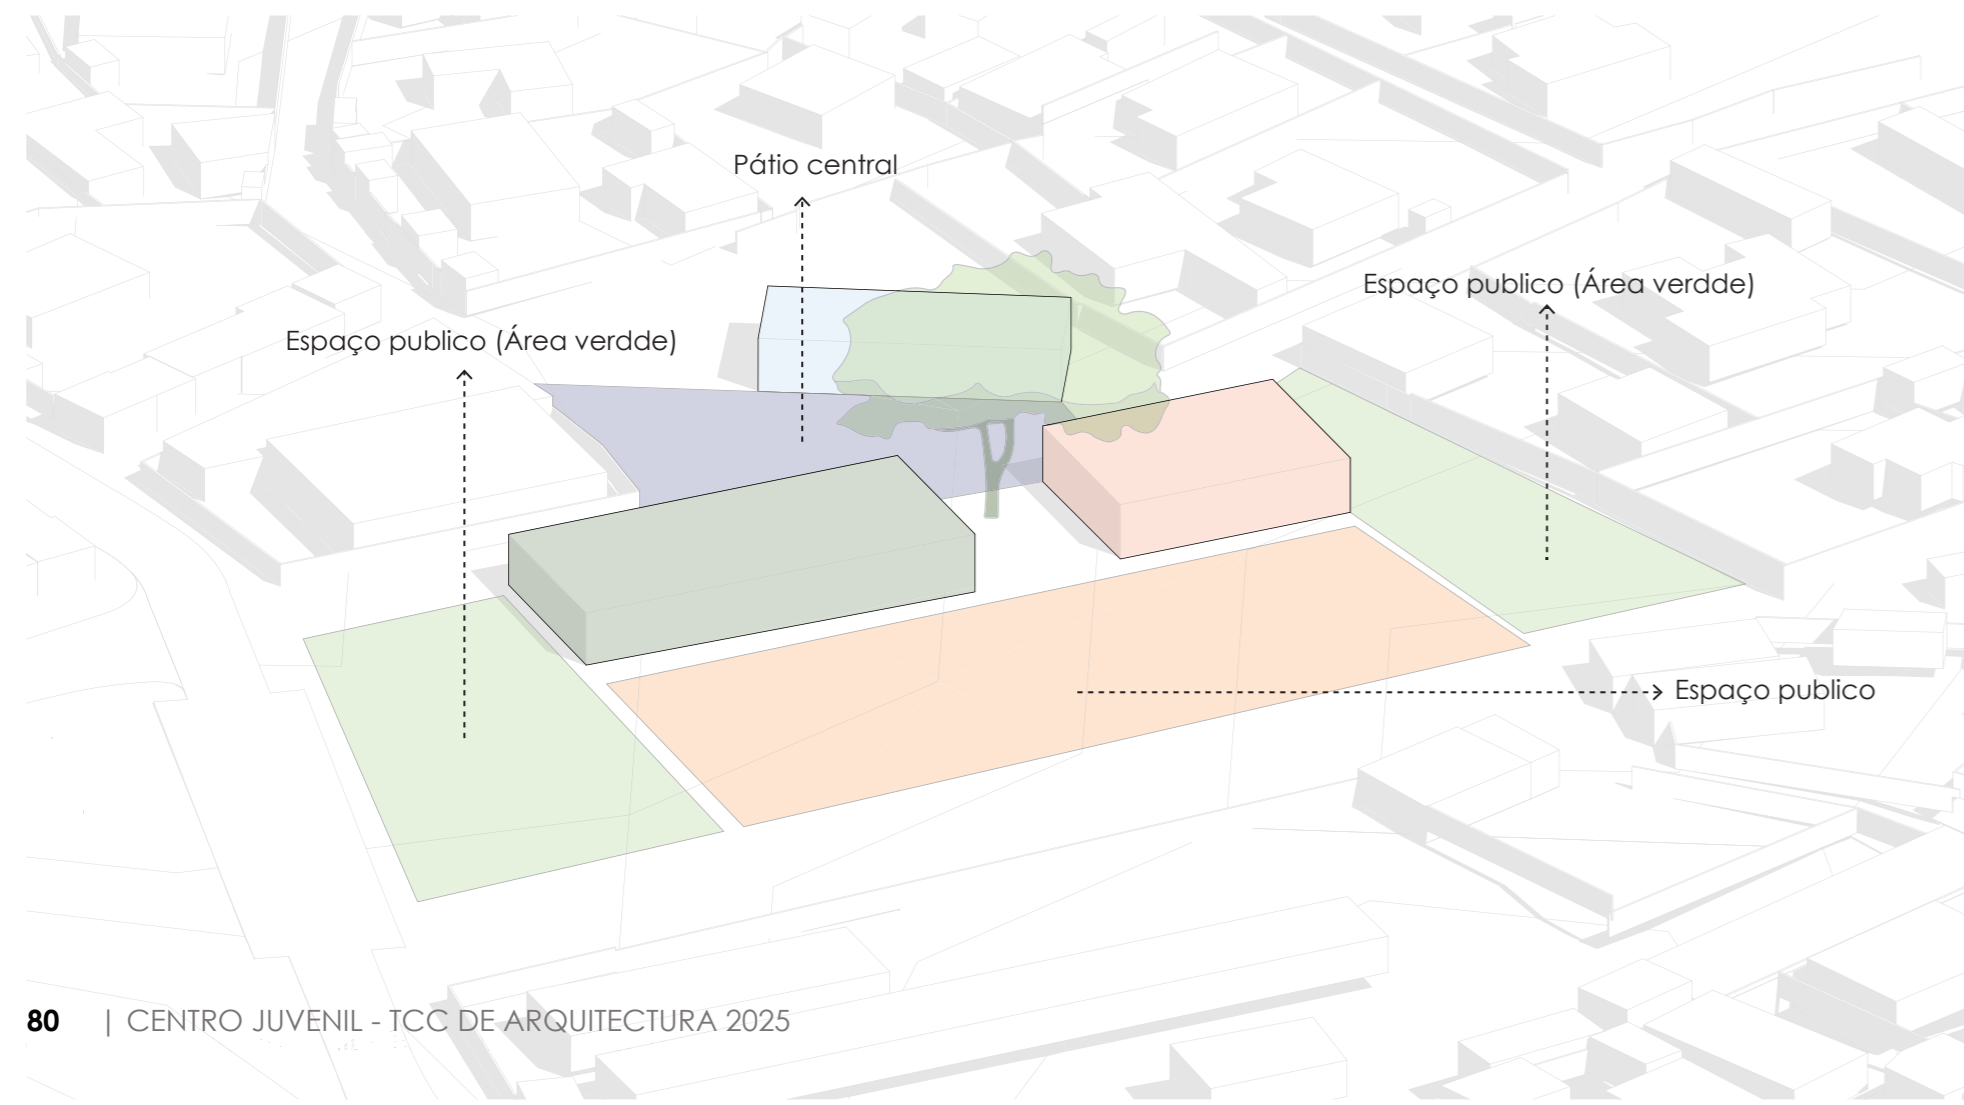 Pátio central
Espaço publico (Área verdde)
Espaço publico (Área verdde)
Espaço publico
80 | CENTRO JUVENIL - TCC DE ARQUITECTURA 2025